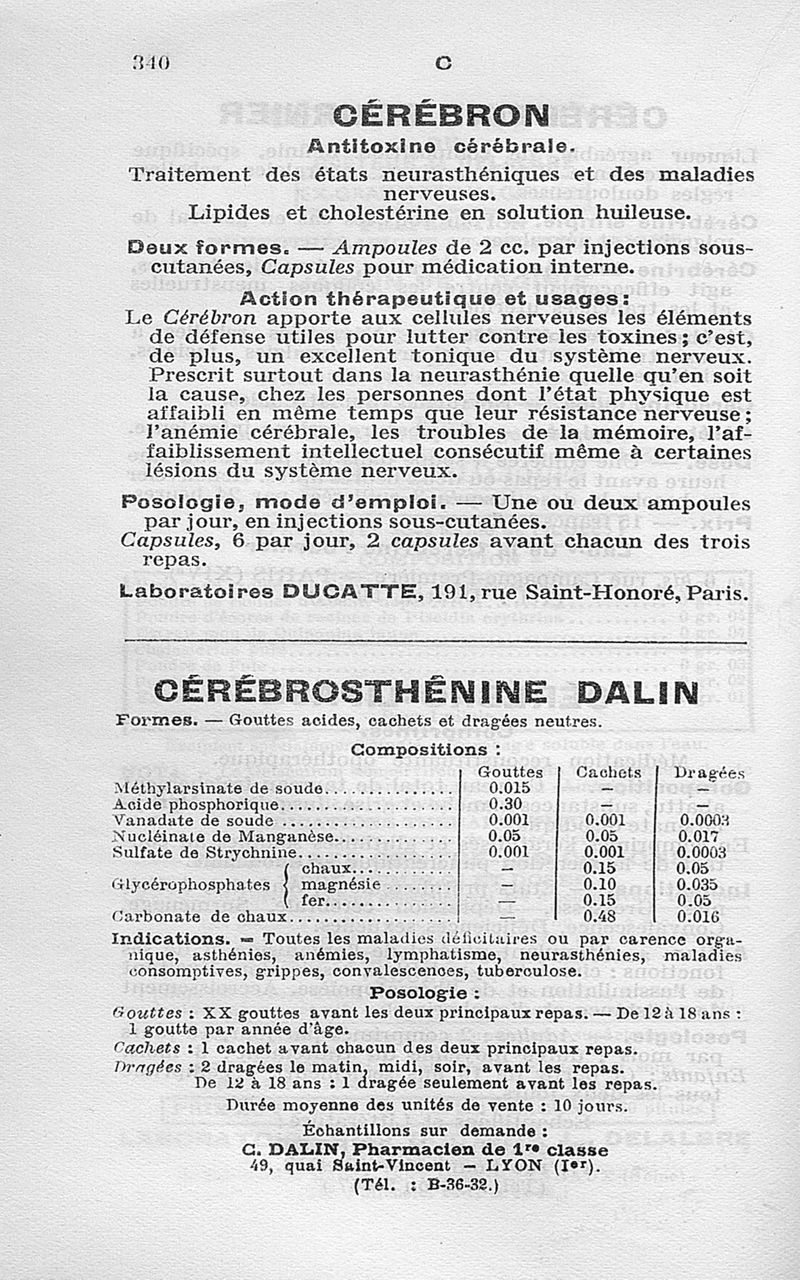 340
C
CÉRÉBRON
Antitoxine cérébrale.
Traitement des états neurasthéniques et des maladies
nerveuses.
Lipides et cholestérine en solution huileuse.
Deux formes. — Ampoules de 2 cc. par injections sous-
cutanées, Capsules pour médication interne.
Action thérapeutique et usages:
Le Cérébron apporte aux cellules nerveuses les éléments
de défense utiles pour lutter contre les toxines; c'est,
de plus, un excellent tonique du système nerveux.
Prescrit surtout dans la neurasthénie quelle qu'en soit
la cause, chez les personnes dont l'état physique est
affaibli en même temps que leur résistance nerveuse;
l'anémie cérébrale, les troubles de la mémoire, l'af-
faiblissement intellectuel consécutif même à certaines
lésions du système nerveux.
Posologie, mode d'emploi. — Une ou deux ampoules
par jour, en injections sous-cutanées.
Capsules, 6 par jour, 2 capsules avant chacun des trois
repas.
Laboratoires DUCATTE, 191, rue Saint-Honoré, Paris.
CÉRÉBROSTHÉNINE DALIN
Formes. — Gouttes acides, cachets et dragées neutres.
Compositions :
Gouttes Cachets Dragées
Méthylarsinate de soude................ 0.015 — —
Acide phosphorique..................... 0.30 — —
Vanadate de soude ..................... 0.001 0.001 0.0003
Nucléinate de Manganèse............... 0.05 0.05 0.017
Sulfate de Strychnine................... 0.001 0.001 0.0003
chaux............ — 0.15 0.05
Glycérophosphates { magnésie ........ — 0.10 0.035
fer................ — 0.15 0.05
Carbonate de chaux.................... — 0.48 0.016
Indications. — Toutes les maladies déficitaires ou par carence orga-
nique, asthénies, anémies, lymphatisme, neurasthénies, maladies
consomptives, grippes, convalescences, tuberculose.
Posologie :
Gouttes : XX gouttes avant les deux principaux repas. — De 12 à 18 ans :
1 goutte par année d'âge.
Cachets : 1 cachet avant chacun des deux principaux repas.
Dragées : 2 dragées le matin, midi, soir, avant les repas.
De 12 à 18 ans : 1 dragée seulement avant les repas.
Durée moyenne des unités de vente : 10 jours.
Échantillons sur demande :
C. DALIN, Pharmacien de 1re classe
49, quai Saint-Vincent — LYON (Ier).
(Tél. : B-36-32.)